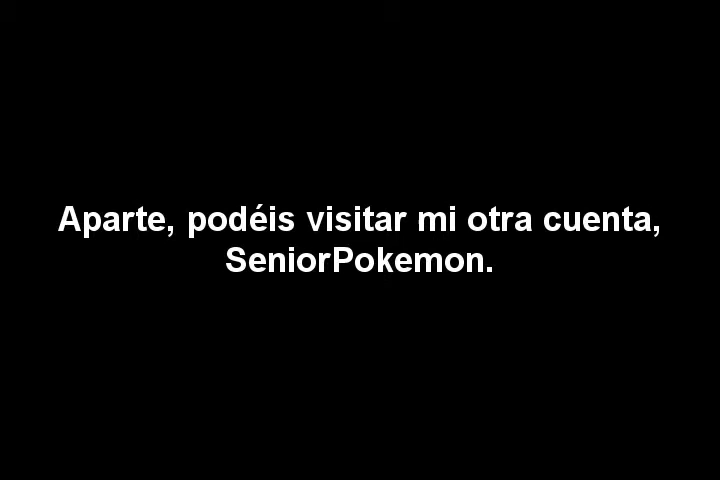 Aparte, podéis visitar mi otra cuenta,
SeniorPokemon.